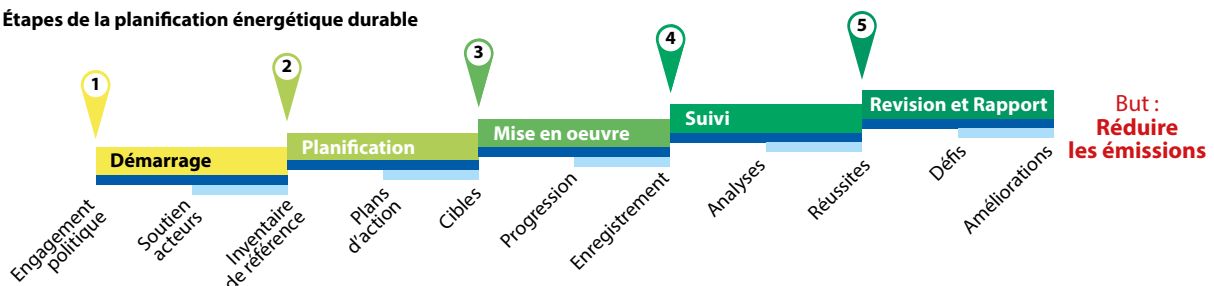 Étapes de la planification énergétique durable
1
2
3
4
5
Démarrage
Planification
Mise en oeuvre
Suivi
Revision et Rapport
But :
Réduire
les émissions
Engagement
politique
Soutien
acteurs
Inventaire
de référence
Plans
d'action
Cibles
Progression
Enregistrement
Analyses
Réussites
Défis
Améliorations